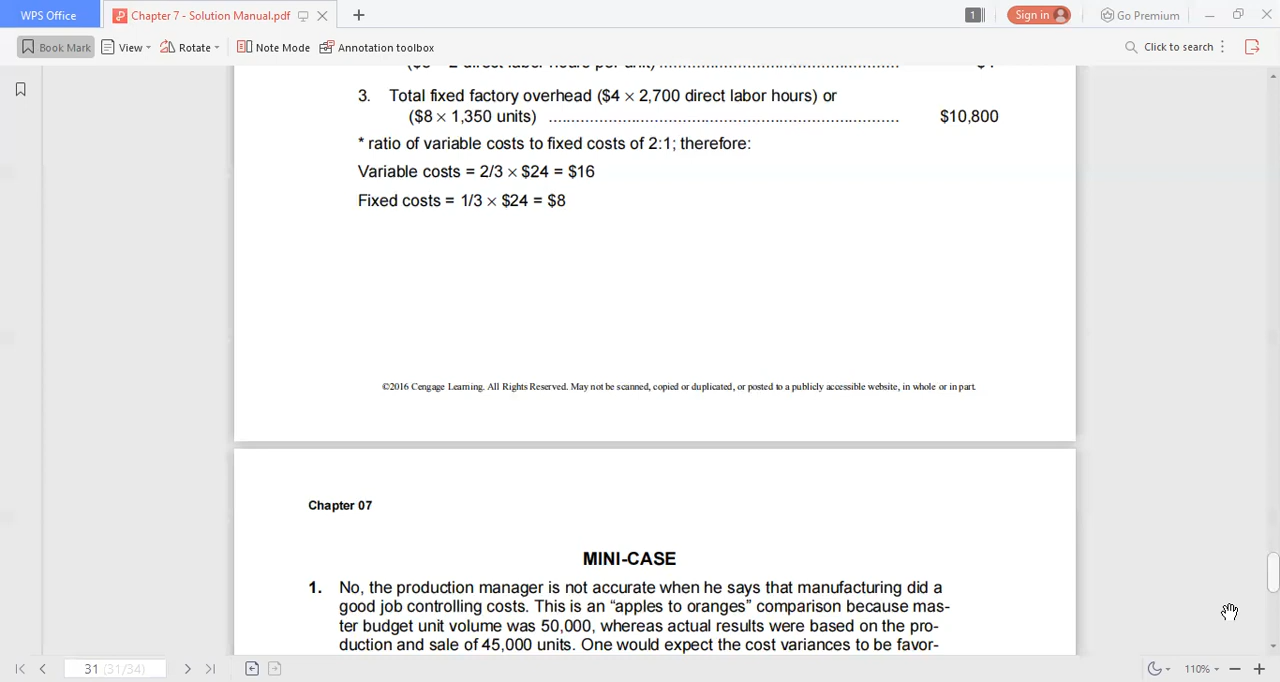 WPS Office
Chapter 7 - Solution Manual.pdf
1
Sign in
Go Premium
Book Mark
View
Rotate
Note Mode
Annotation toolbox
Click to search
3. Total fixed factory overhead ($4 × 2,700 direct labor hours) or
($8 × 1,350 units) ............................................................................. $10,800
* ratio of variable costs to fixed costs of 2:1; therefore:
Variable costs = 2/3 × $24 = $16
Fixed costs = 1/3 × $24 = $8
©2016 Cengage Learning. All Rights Reserved. May not be scanned, copied or duplicated, or posted to a publicly accessible website, in whole or in part.
Chapter 07
MINI-CASE
1. No, the production manager is not accurate when he says that manufacturing did a
good job controlling costs. This is an “apples to oranges” comparison because mas-
ter budget unit volume was 50,000, whereas actual results were based on the pro-
duction and sale of 45,000 units. One would expect the cost variances to be favor-
31 (31/34)
110%